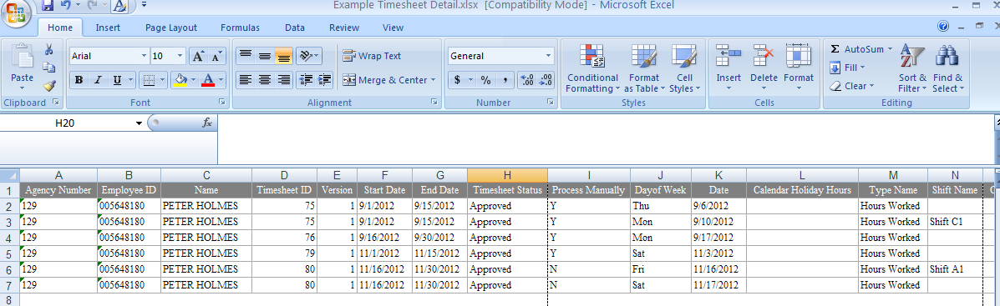 Example Timesheet Detail.xlsx [Compatibility Mode] - Microsoft Excel
Home Insert Page Layout Formulas Data Review View
Paste Arial 10 A A Wrap Text General Conditional Formatting Format as Table Cell Styles Insert Delete Format Σ AutoSum Sort & Filter Find & Select
B I U A Merge & Center $ % , .00 .0 Fill
Clear
Clipboard Font Alignment Number Styles Cells Editing
H20 fx
A B C D E F G H I J K L M N
1 Agency Number Employee ID Name Timesheet ID Version Start Date End Date Timesheet Status Process Manually Dayof Week Date Calendar Holiday Hours Type Name Shift Name
2 129 005648180 PETER HOLMES 75 1 9/1/2012 9/15/2012 Approved Y Thu 9/6/2012 Hours Worked
3 129 005648180 PETER HOLMES 75 1 9/1/2012 9/15/2012 Approved Y Mon 9/10/2012 Hours Worked Shift C1
4 129 005648180 PETER HOLMES 76 1 9/16/2012 9/30/2012 Approved Y Mon 9/17/2012 Hours Worked
5 129 005648180 PETER HOLMES 79 1 11/1/2012 11/15/2012 Approved Y Sat 11/3/2012 Hours Worked
6 129 005648180 PETER HOLMES 80 1 11/16/2012 11/30/2012 Approved N Fri 11/16/2012 Hours Worked Shift A1
7 129 005648180 PETER HOLMES 80 1 11/16/2012 11/30/2012 Approved N Sat 11/17/2012 Hours Worked
8